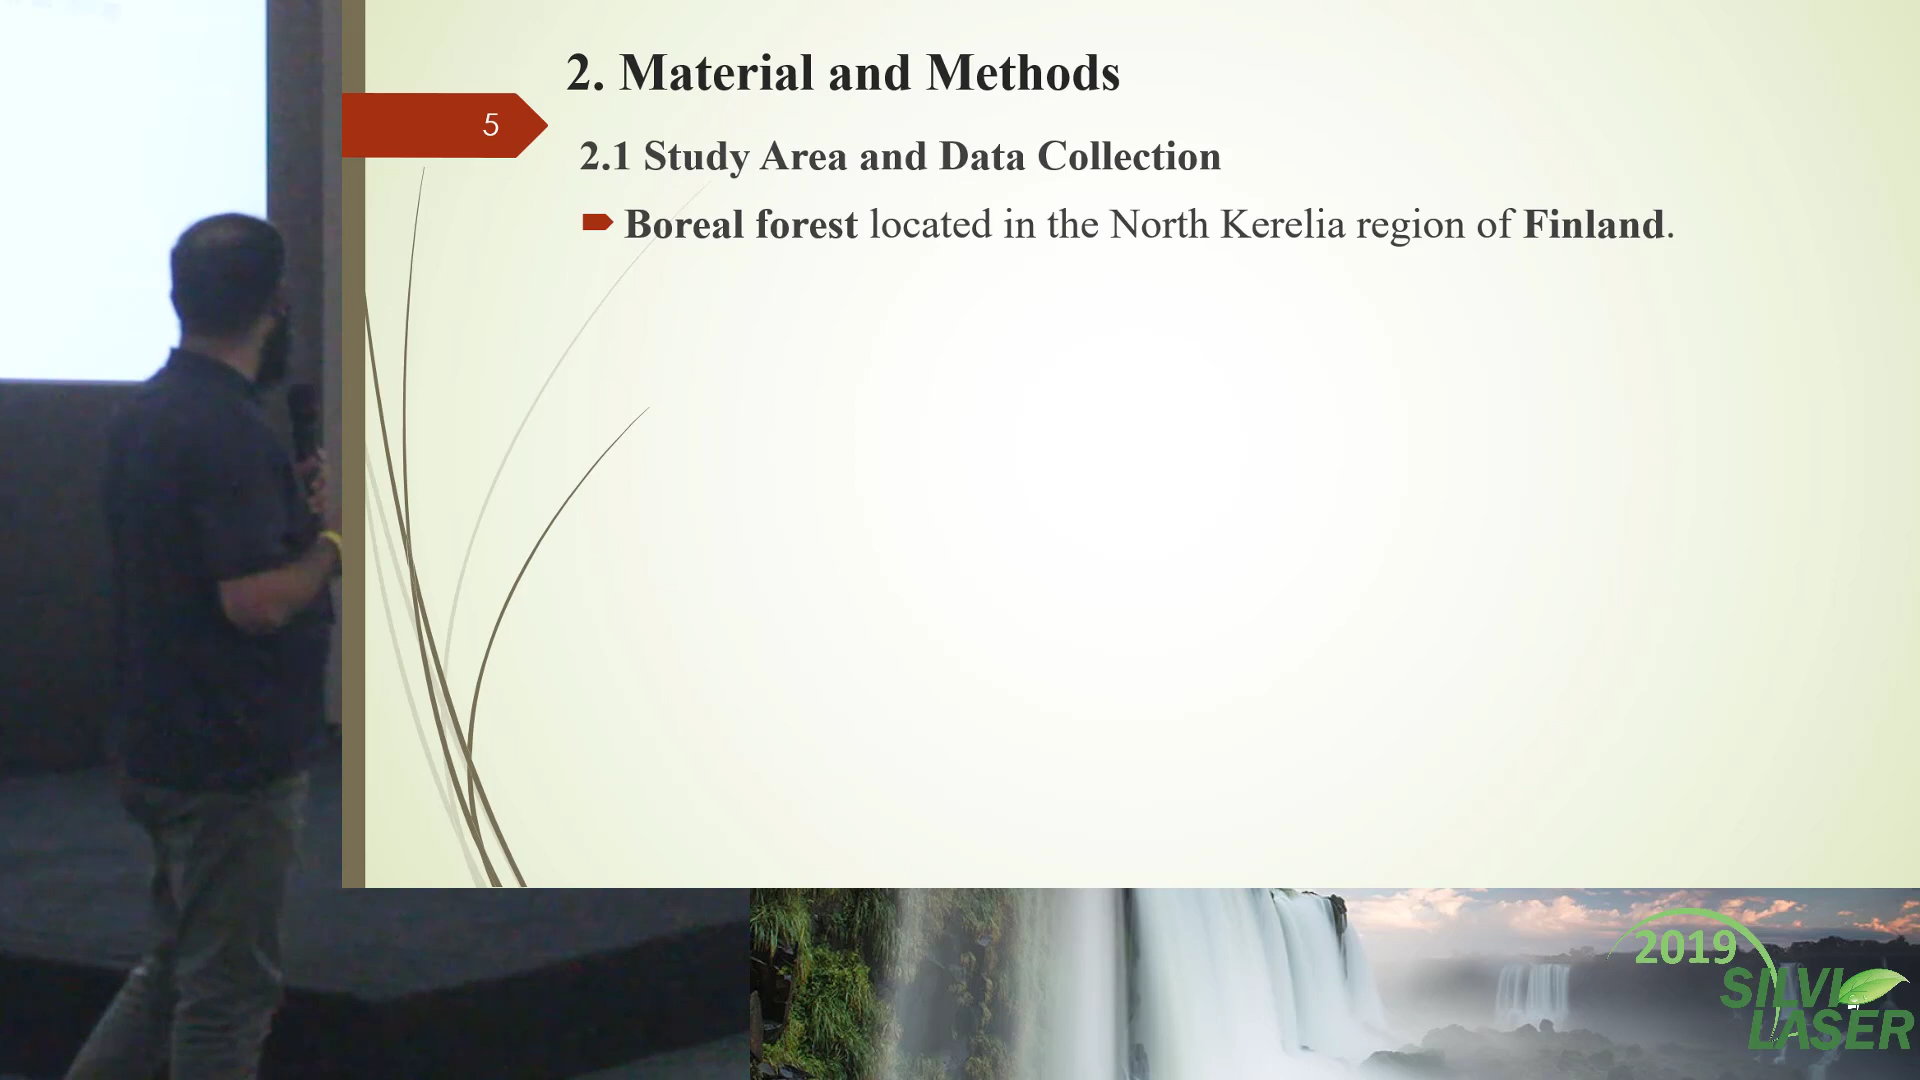 2. Material and Methods
5
2.1 Study Area and Data Collection
Boreal forest located in the North Kerelia region of Finland.
2019
SILVI
LASER